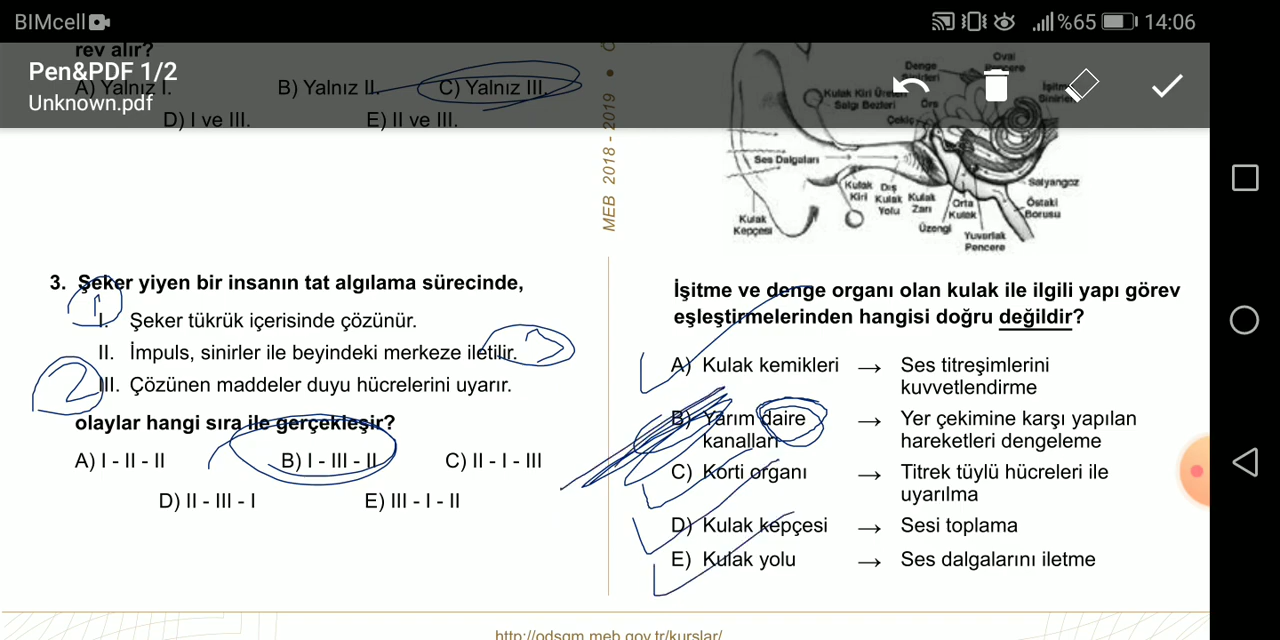 BIMcell
%65 14:06
rev alır?
Pen&PDF 1/2
Unknown.pdf
A) Yalnız I.
B) Yalnız II.
C) Yalnız III.
D) I ve III.
E) II ve III.
MEB 2018 - 2019
3. Şeker yiyen bir insanın tat algılama sürecinde,
1
I. Şeker tükrük içerisinde çözünür.
II. İmpuls, sinirler ile beyindeki merkeze iletilir.
3
2
III. Çözünen maddeler duyu hücrelerini uyarır.
olaylar hangi sıra ile gerçekleşir?
A) I - II - II
B) I - III - II
C) II - I - III
D) II - III - I
E) III - I - II
Oval
Pencere
Denge
Kulak Kiri Üreten
Salgı Bezleri
Örs
Çekiç
İşitme
Sinirleri
Ses Dalgaları
Kulak
Kiri
Dış
Kulak
Yolu
Kulak
Zarı
Orta
Kulak
Salyangoz
Östaki
Borusu
Kulak
Kepçesi
Üzengi
Yuvarlak
Pencere
İşitme ve denge organı olan kulak ile ilgili yapı görev
eşleştirmelerinden hangisi doğru değildir?
A) Kulak kemikleri → Ses titreşimlerini
kuvvetlendirme
B) Yarım daire → Yer çekimine karşı yapılan
kanalları hareketleri dengeleme
C) Korti organı → Titrek tüylü hücreleri ile
uyarılma
D) Kulak kepçesi → Sesi toplama
E) Kulak yolu → Ses dalgalarını iletme
http://odsgm.meb.gov.tr/kurslar/